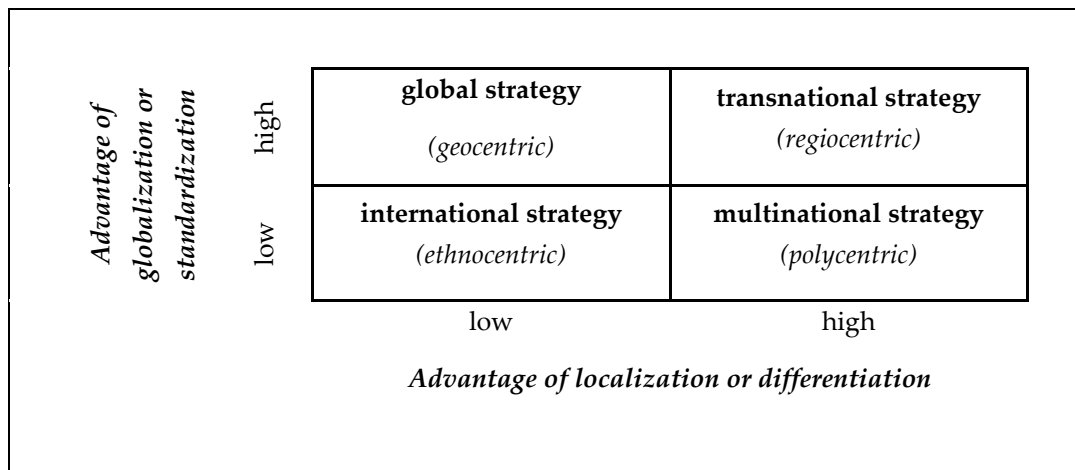 Advantage of
globalization or
standardization
high
low
global strategy
(geocentric)
transnational strategy
(regiocentric)
international strategy
(ethnocentric)
multinational strategy
(polycentric)
low
high
Advantage of localization or differentiation